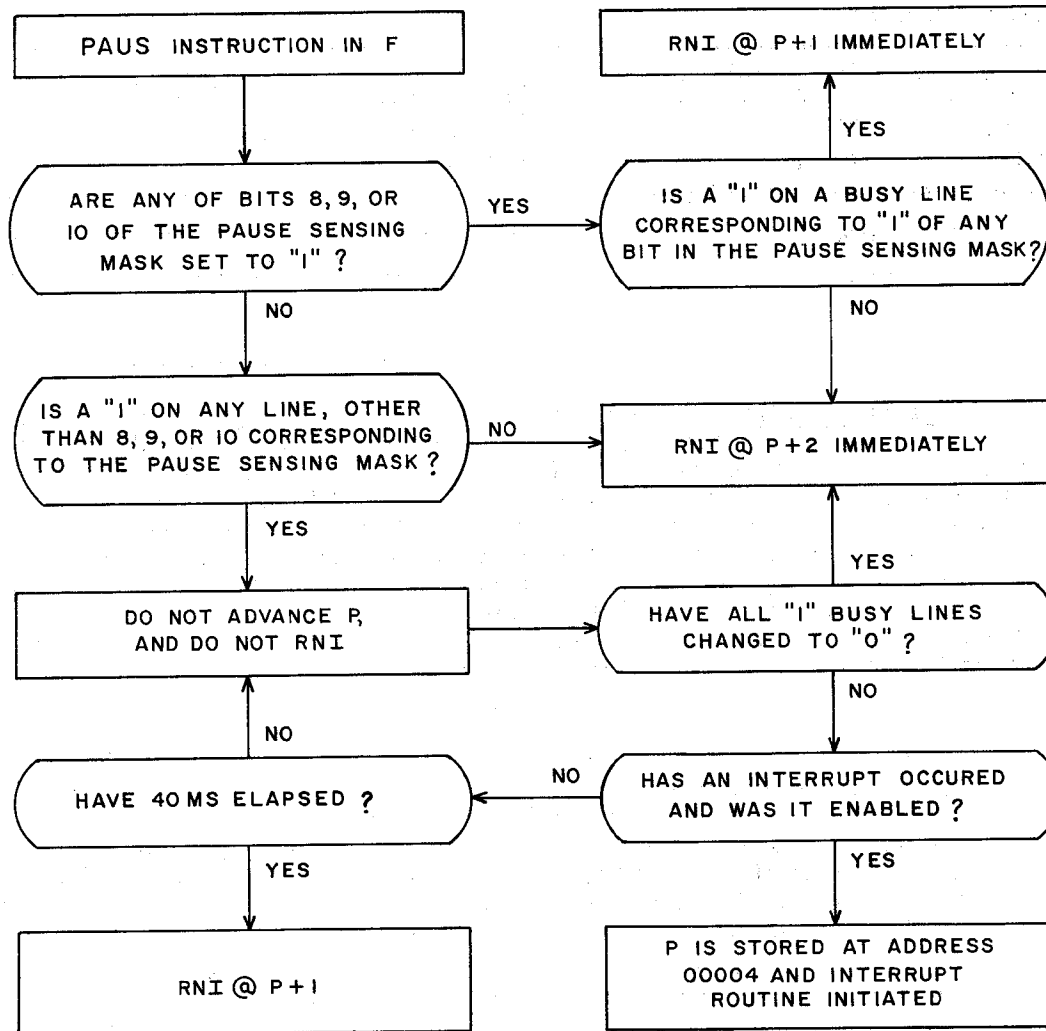 PAUS INSTRUCTION IN F
RNI @ P+1 IMMEDIATELY
YES
ARE ANY OF BITS 8, 9, OR
10 OF THE PAUSE SENSING
MASK SET TO "1" ?
YES
IS A "1" ON A BUSY LINE
CORRESPONDING TO "1" OF ANY
BIT IN THE PAUSE SENSING MASK?
NO
NO
IS A "1" ON ANY LINE, OTHER
THAN 8, 9, OR 10 CORRESPONDING
TO THE PAUSE SENSING MASK ?
NO
RNI @ P+2 IMMEDIATELY
YES
YES
DO NOT ADVANCE P,
AND DO NOT RNI
HAVE ALL "1" BUSY LINES
CHANGED TO "0" ?
NO
NO
HAVE 40 MS ELAPSED ?
NO
HAS AN INTERRUPT OCCURED
AND WAS IT ENABLED ?
YES
YES
RNI @ P+1
P IS STORED AT ADDRESS
00004 AND INTERRUPT
ROUTINE INITIATED